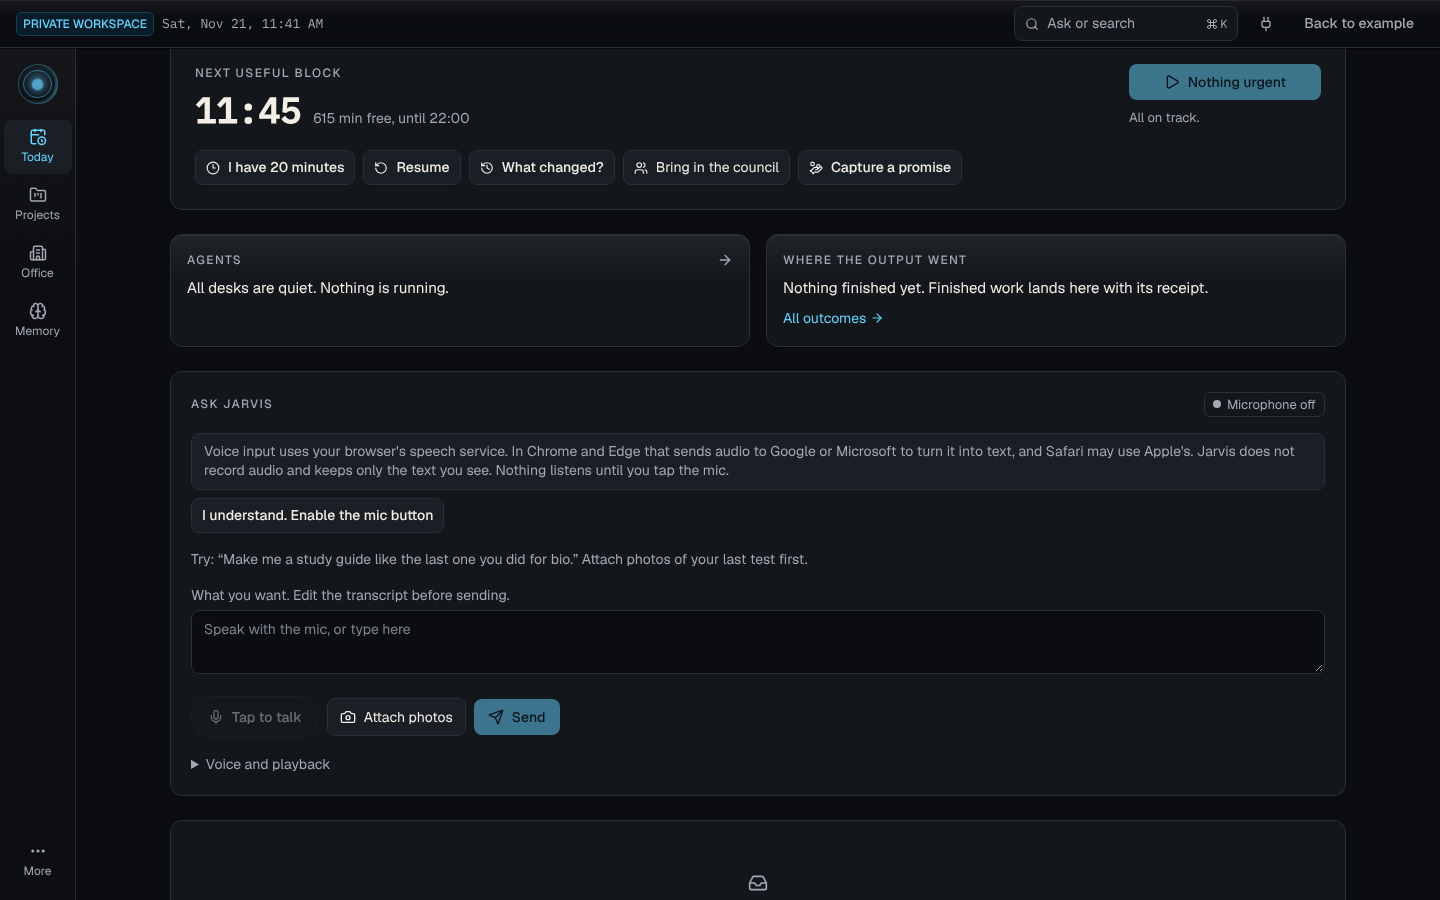 PRIVATE WORKSPACE Sat, Nov 21, 11:41 AM
Ask or search ⌘K
Back to example
Today
Projects
Office
Memory
More
NEXT USEFUL BLOCK
11:45 615 min free, until 22:00
Nothing urgent
All on track.
I have 20 minutes
Resume
What changed?
Bring in the council
Capture a promise
AGENTS
All desks are quiet. Nothing is running.
WHERE THE OUTPUT WENT
Nothing finished yet. Finished work lands here with its receipt.
All outcomes →
ASK JARVIS
Microphone off
Voice input uses your browser's speech service. In Chrome and Edge that sends audio to Google or Microsoft to turn it into text, and Safari may use Apple's. Jarvis does not
record audio and keeps only the text you see. Nothing listens until you tap the mic.
I understand. Enable the mic button
Try: “Make me a study guide like the last one you did for bio.” Attach photos of your last test first.
What you want. Edit the transcript before sending.
Speak with the mic, or type here
Tap to talk
Attach photos
Send
Voice and playback